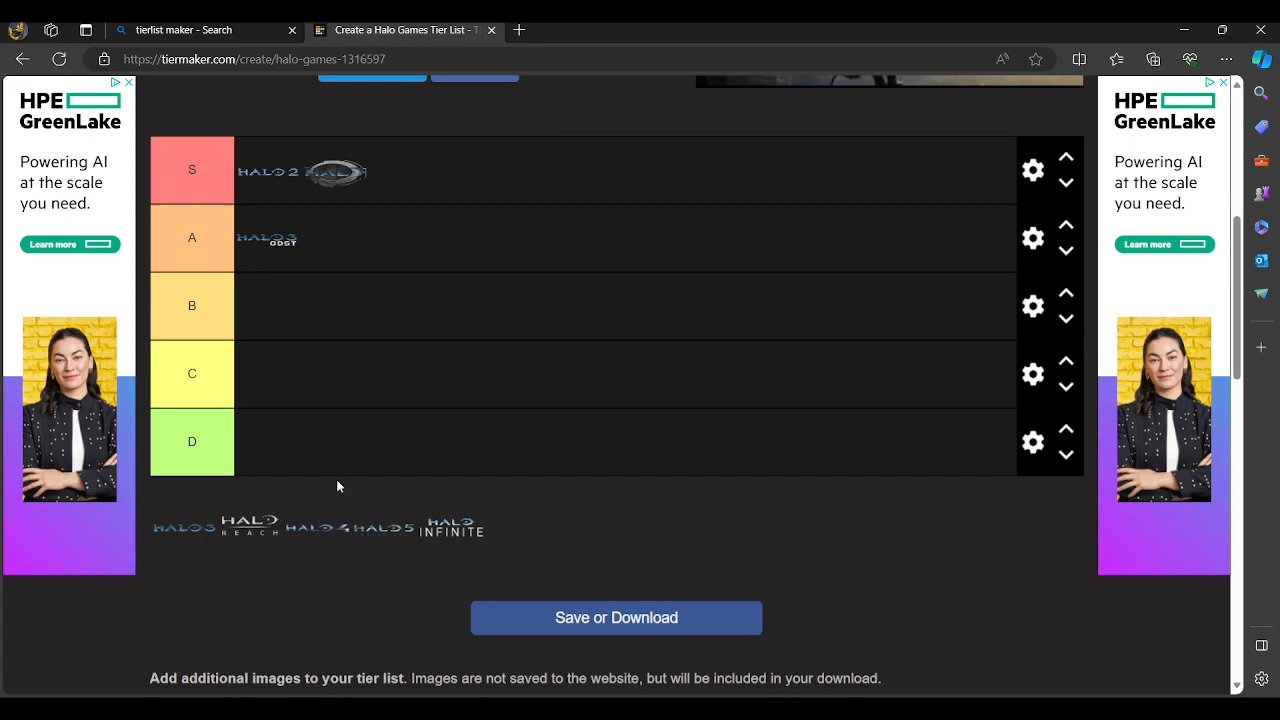 tierlist maker - Search
Create a Halo Games Tier List - T
https://tiermaker.com/create/halo-games-1316597
HPE
GreenLake
Powering AI
at the scale
you need.
Learn more
S
HALO 2
HALO
A
HALO 3
ODST
B
C
D
HALO 3
HALO
REACH
HALO 4
HALO 5
HALO
INFINITE
Save or Download
Add additional images to your tier list. Images are not saved to the website, but will be included in your download.
HPE
GreenLake
Powering AI
at the scale
you need.
Learn more